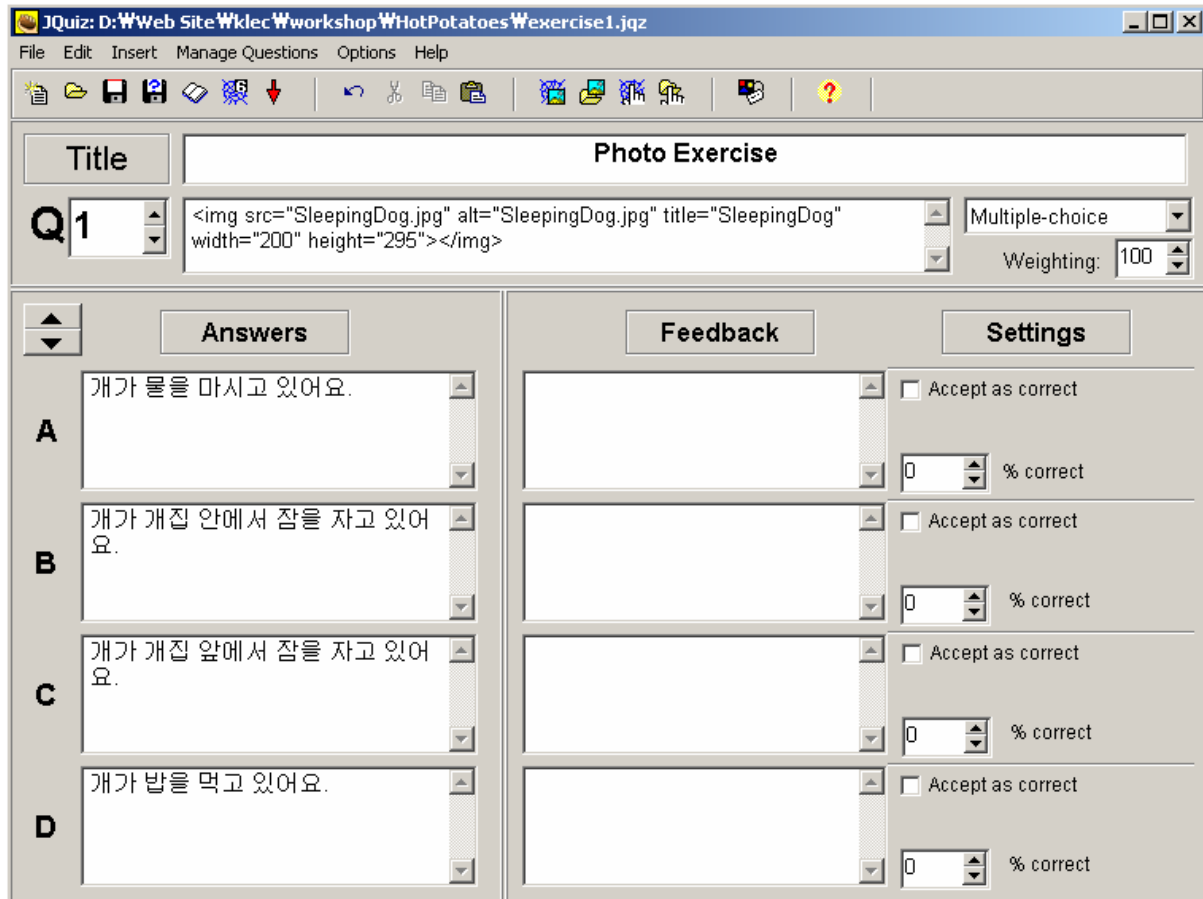 JQuiz: D:₩Web Site₩klec₩workshop₩HotPotatoes₩exercise1.jqz
File Edit Insert Manage Questions Options Help
Title
Photo Exercise
Q 1
<img src="SleepingDog.jpg" alt="SleepingDog.jpg" title="SleepingDog"
width="200" height="295"></img>
Multiple-choice
Weighting: 100
Answers
Feedback
Settings
A
개가 물을 마시고 있어요.
Accept as correct
0 % correct
B
개가 개집 안에서 잠을 자고 있어
요.
Accept as correct
0 % correct
C
개가 개집 앞에서 잠을 자고 있어
요.
Accept as correct
0 % correct
D
개가 밥을 먹고 있어요.
Accept as correct
0 % correct